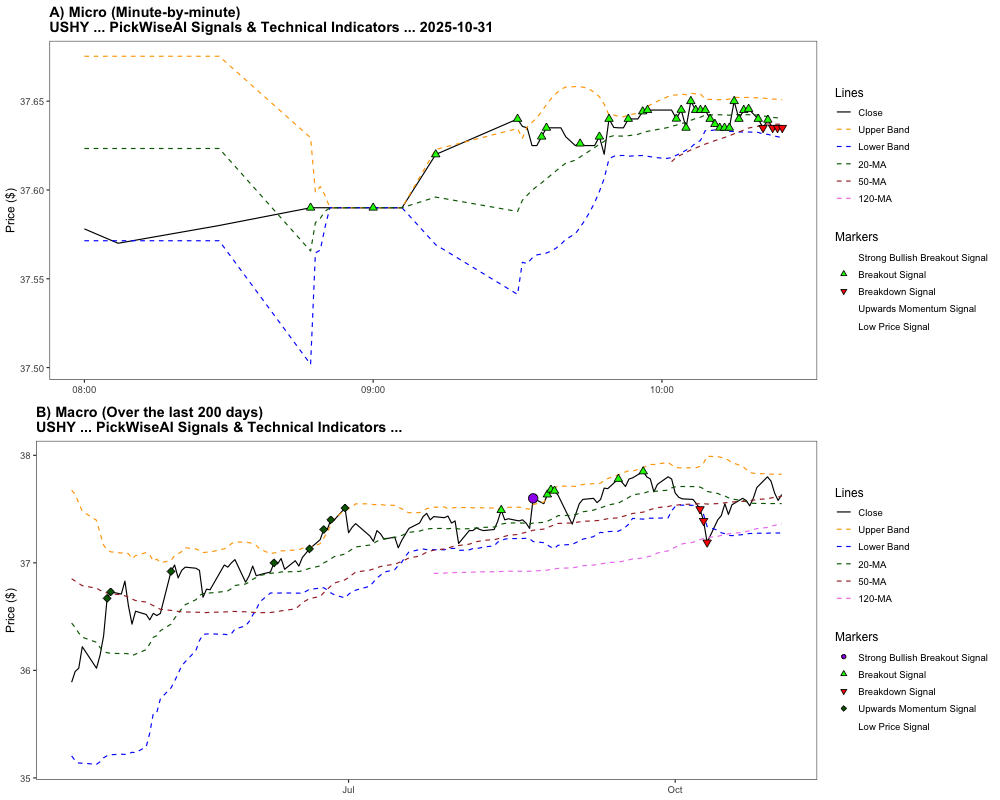 A) Micro (Minute-by-minute)
USHY ... PickWiseAI Signals & Technical Indicators ... 2025-10-31
Price ($)
37.65
37.60
37.55
37.50
08:00
09:00
10:00
Lines
Close
Upper Band
Lower Band
20-MA
50-MA
120-MA
Markers
Strong Bullish Breakout Signal
Breakout Signal
Breakdown Signal
Upwards Momentum Signal
Low Price Signal
B) Macro (Over the last 200 days)
USHY ... PickWiseAI Signals & Technical Indicators ...
Price ($)
38
37
36
35
Jul
Oct
Lines
Close
Upper Band
Lower Band
20-MA
50-MA
120-MA
Markers
Strong Bullish Breakout Signal
Breakout Signal
Breakdown Signal
Upwards Momentum Signal
Low Price Signal